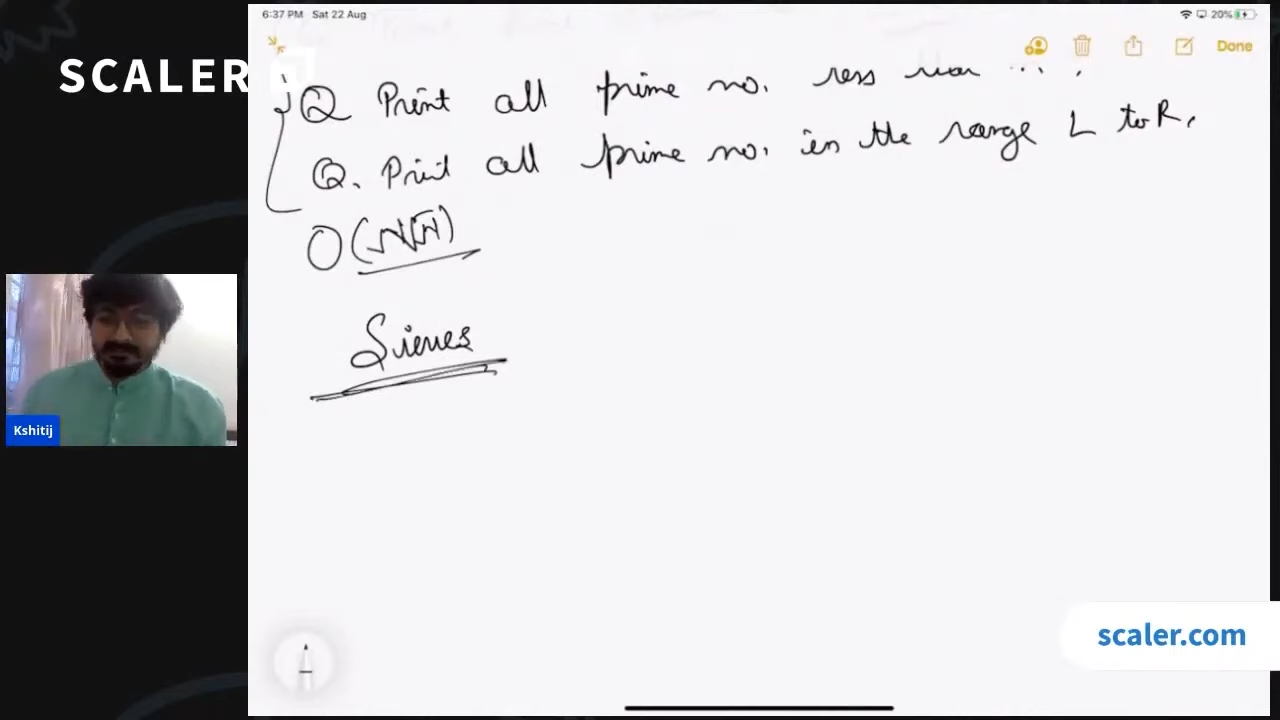 6:37 PM Sat 22 Aug
20%
Done
SCALER
Q Print all prime no. less
Q. Print all prime no. in the range L to R.
O(N√N)
Sieves
Kshitij
scaler.com